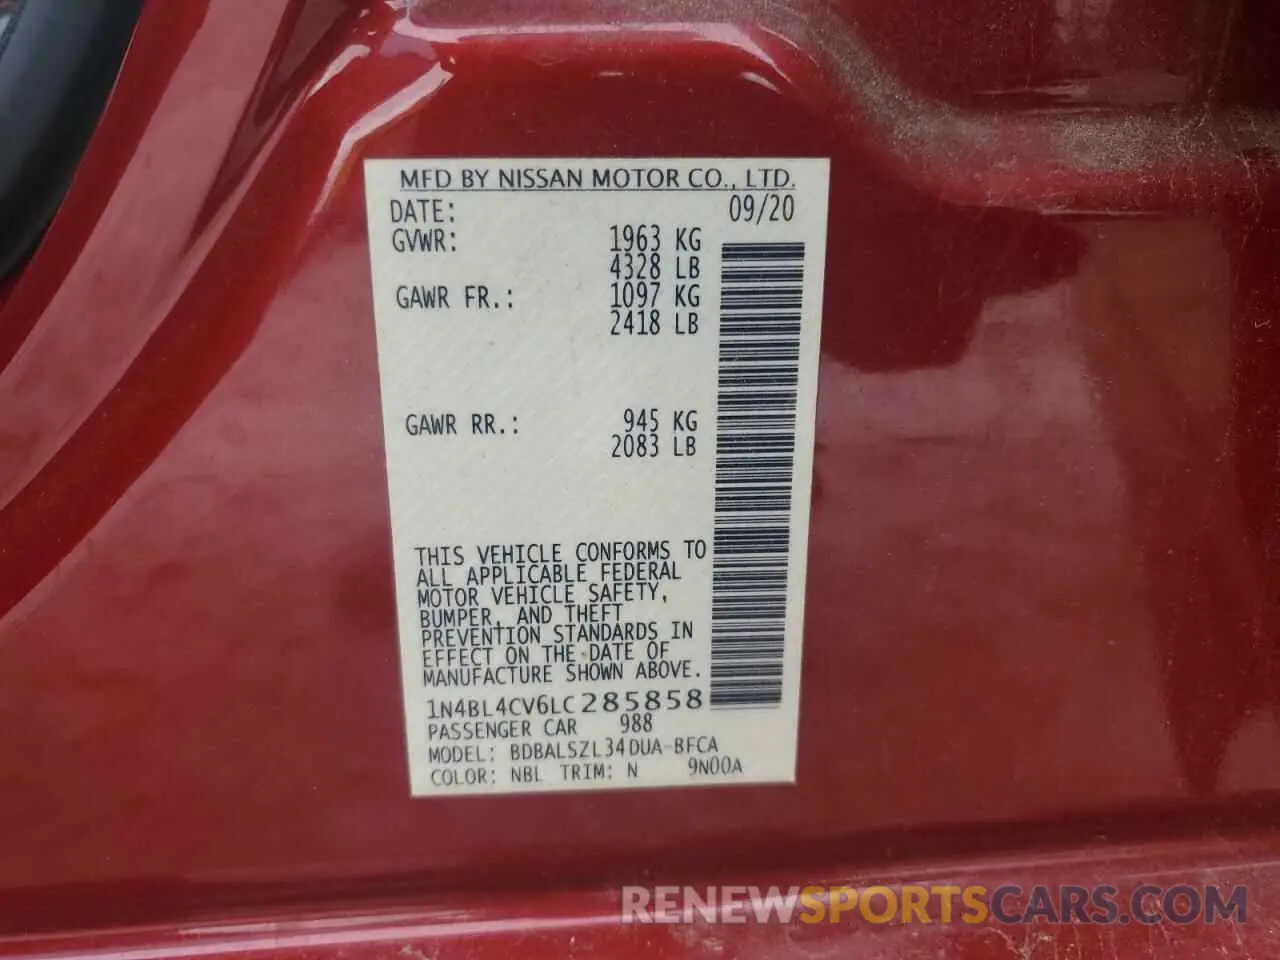 MFD BY NISSAN MOTOR CO., LTD.
DATE: 09/20
GVWR: 1963 KG
4328 LB
GAWR FR.: 1097 KG
2418 LB
GAWR RR.: 945 KG
2083 LB
THIS VEHICLE CONFORMS TO
ALL APPLICABLE FEDERAL
MOTOR VEHICLE SAFETY,
BUMPER, AND THEFT
PREVENTION STANDARDS IN
EFFECT ON THE DATE OF
MANUFACTURE SHOWN ABOVE.
1N4BL4CV6LC285858
PASSENGER CAR 988
MODEL: BDBALSZL34DUA-BFCA
COLOR: NBL TRIM: N 9N00A
RENEWSPORTSCARS.COM